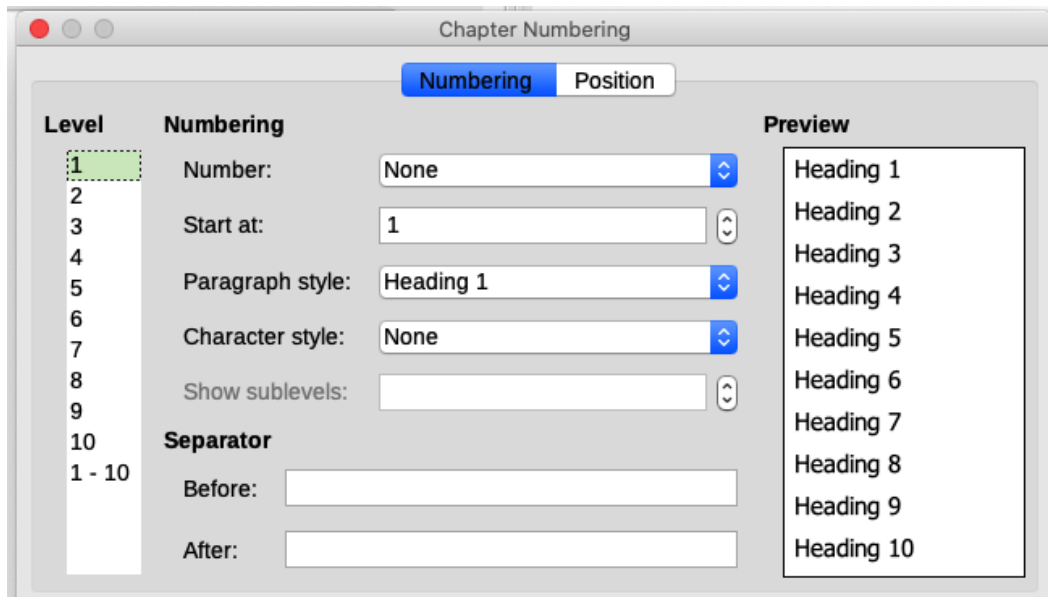 Chapter Numbering
Numbering Position
Level
1
2
3
4
5
6
7
8
9
10
1 - 10
Numbering
Number: None
Start at: 1
Paragraph style: Heading 1
Character style: None
Show sublevels:
Separator
Before:
After:
Preview
Heading 1
Heading 2
Heading 3
Heading 4
Heading 5
Heading 6
Heading 7
Heading 8
Heading 9
Heading 10